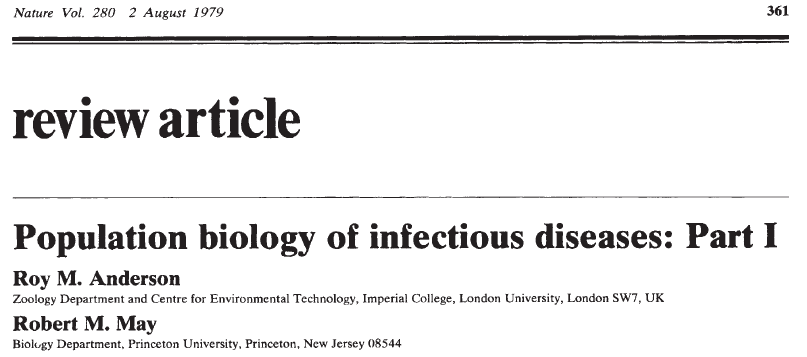 Nature Vol. 280 2 August 1979 361
review article
Population biology of infectious diseases: Part I
Roy M. Anderson
Zoology Department and Centre for Environmental Technology, Imperial College, London University, London SW7, UK
Robert M. May
Biology Department, Princeton University, Princeton, New Jersey 08544